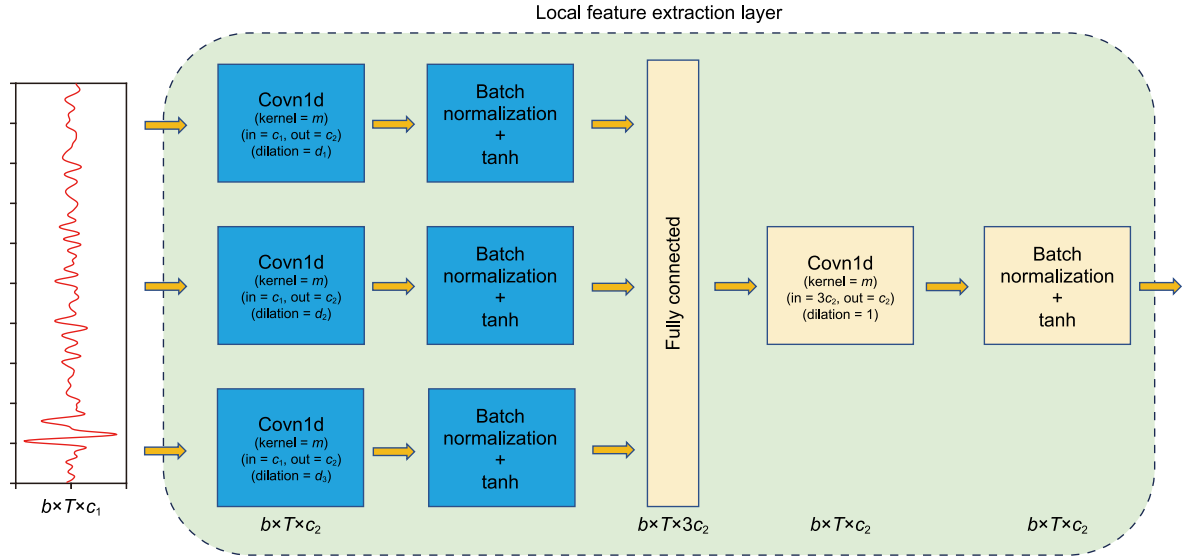 Local feature extraction layer
Covn1d
(kernel = m)
(in = c₁, out = c₂)
(dilation = d₁)
Batch
normalization
+
tanh
Covn1d
(kernel = m)
(in = c₁, out = c₂)
(dilation = d₂)
Batch
normalization
+
tanh
Covn1d
(kernel = m)
(in = c₁, out = c₂)
(dilation = d₃)
Batch
normalization
+
tanh
Fully connected
Covn1d
(kernel = m)
(in = 3c₂, out = c₂)
(dilation = 1)
Batch
normalization
+
tanh
b×T×c₁
b×T×c₂
b×T×3c₂
b×T×c₂
b×T×c₂